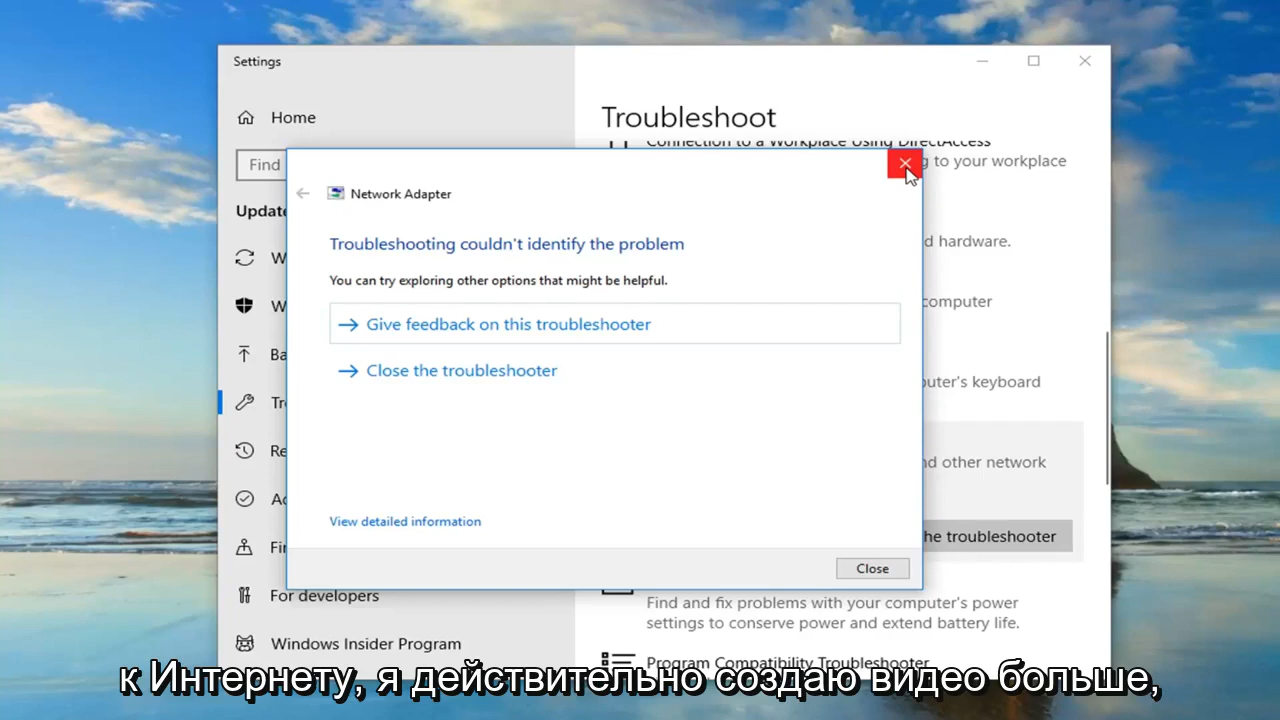 Settings
Home
Find
Troubleshoot
Connection to a Workplace Using DirectAccess
g to your workplace
Network Adapter
Update
Troubleshooting couldn't identify the problem
d hardware.
W
You can try exploring other options that might be helpful.
W
computer
Give feedback on this troubleshooter
Ba
Close the troubleshooter
uter's keyboard
Tr
Re
nd other network
Ac
View detailed information
he troubleshooter
Fi
Close
For developers
Find and fix problems with your computer's power
settings to conserve power and extend battery life.
Windows Insider Program
Program Compatibility Troubleshooter
к Интернету, я действительно создаю видео больше,